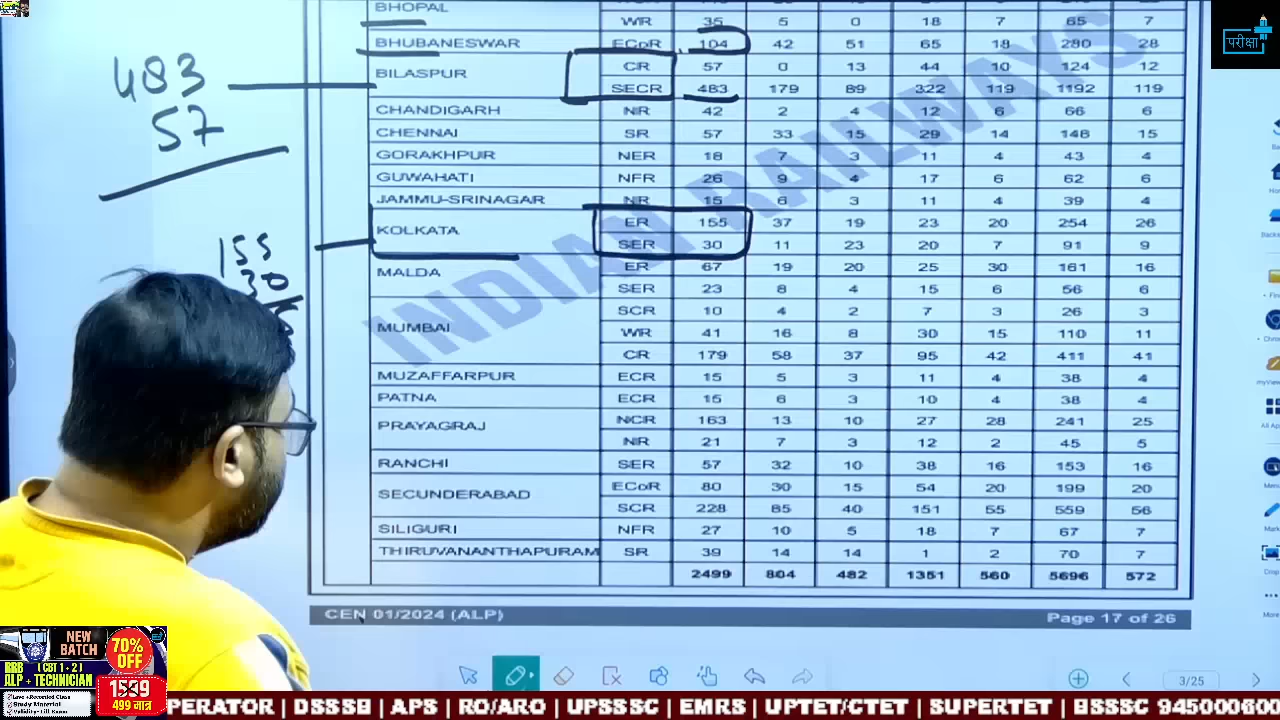 BHOPAL
WR 35 5 0 18 7 65 7
BHUBANESWAR ECoR 104 42 51 65 18 280 28
BILASPUR CR 57 0 13 44 10 124 12
SECR 483 179 89 322 119 1192 119
CHANDIGARH NR 42 2 4 12 6 66 6
CHENNAI SR 57 33 15 29 14 148 15
GORAKHPUR NER 18 7 3 11 4 43 4
GUWAHATI NFR 26 9 4 17 6 62 6
JAMMU-SRINAGAR NR 15 6 3 11 4 39 4
KOLKATA ER 155 37 19 23 20 254 26
SER 30 11 23 20 7 91 9
MALDA ER 67 19 20 25 30 161 16
SER 23 8 4 15 6 56 6
MUMBAI SCR 10 4 2 7 3 26 3
WR 41 16 8 30 15 110 11
CR 179 58 37 95 42 411 41
MUZAFFARPUR ECR 15 5 3 11 4 38 4
PATNA ECR 15 6 3 10 4 38 4
PRAYAGRAJ NCR 163 13 10 27 28 241 25
NR 21 7 3 12 2 45 5
RANCHI SER 57 32 10 38 16 153 16
SECUNDERABAD ECoR 80 30 15 54 20 199 20
SCR 228 85 40 151 55 559 56
SILIGURI NFR 27 10 5 18 7 67 7
THIRUVANANTHAPURAM SR 39 14 14 1 2 70 7
2499 804 482 1351 560 5696 572
CEN 01/2024 (ALP) Page 17 of 26
INDIAN RAILWAYS
483
57
155
30
परीक्षा
3/25
NEW BATCH
70% OFF
RRB (CBT 1 + 2)
ALP + TECHNICIAN
1599
499 मात्र
Live +Recorded Class
Study Material
PERATOR | DSSSB | APS | RO/ARO | UPSSSC | EMRS | UPTET/CTET | SUPERTET | BSSSC 945000600